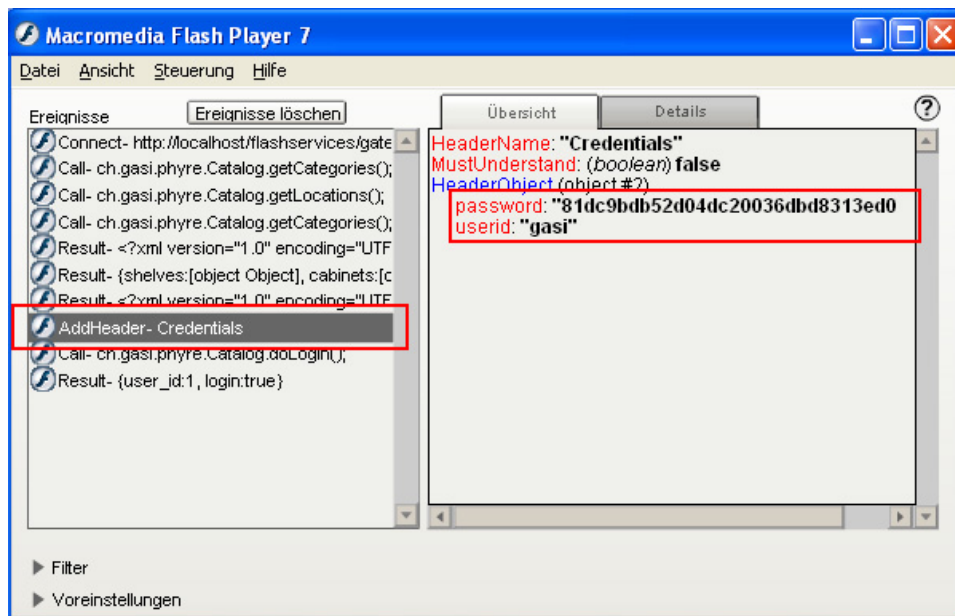 Macromedia Flash Player 7
Datei Ansicht Steuerung Hilfe
Ereignisse
Ereignisse löschen
Connect- http://localhost/flashservices/gate
Call- ch.gasi.phyre.Catalog.getCategories();
Call- ch.gasi.phyre.Catalog.getLocations();
Call- ch.gasi.phyre.Catalog.getCategories();
Result- <?xml version="1.0" encoding="UTF
Result- {shelves:[object Object], cabinets:[c
Result- <?xml version="1.0" encoding="UTF
AddHeader- Credentials
Call- ch.gasi.phyre.Catalog.doLogin();
Result- {user_id:1, login:true}
Übersicht
Details
?
HeaderName: "Credentials"
MustUnderstand: (boolean) false
HeaderObject (object #?)
password: "81dc9bdb52d04dc20036dbd8313ed0
userid: "gasi"
Filter
Voreinstellungen